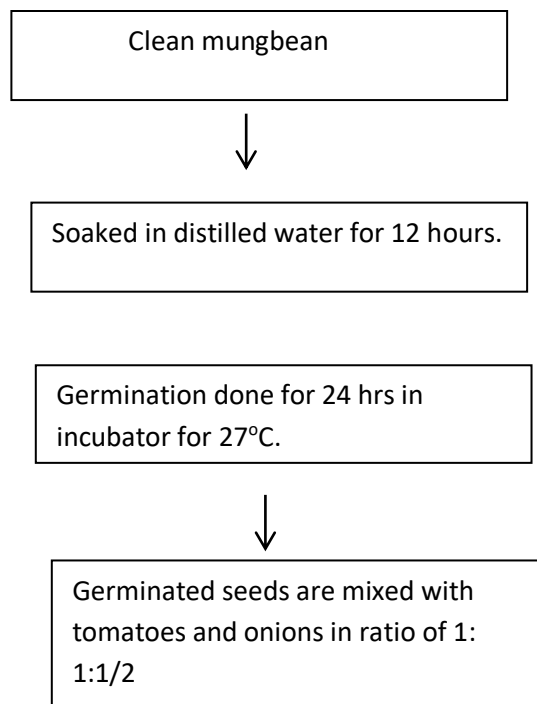 Clean mungbean
Soaked in distilled water for 12 hours.
Germination done for 24 hrs in
incubator for 27°C.
Germinated seeds are mixed with
tomatoes and onions in ratio of 1:
1:1/2